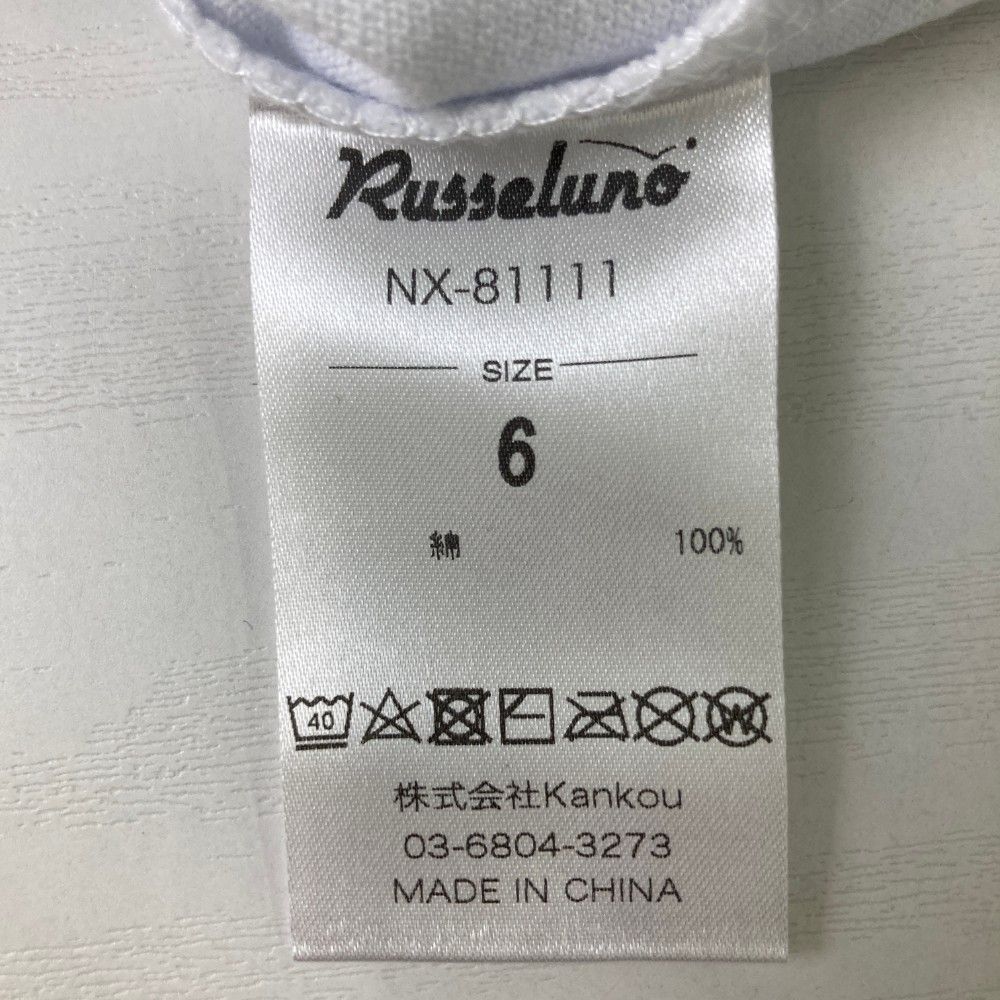 Russeluno
NX-81111
SIZE
6
綿 100%
40
W
株式会社Kankou
03-6804-3273
MADE IN CHINA